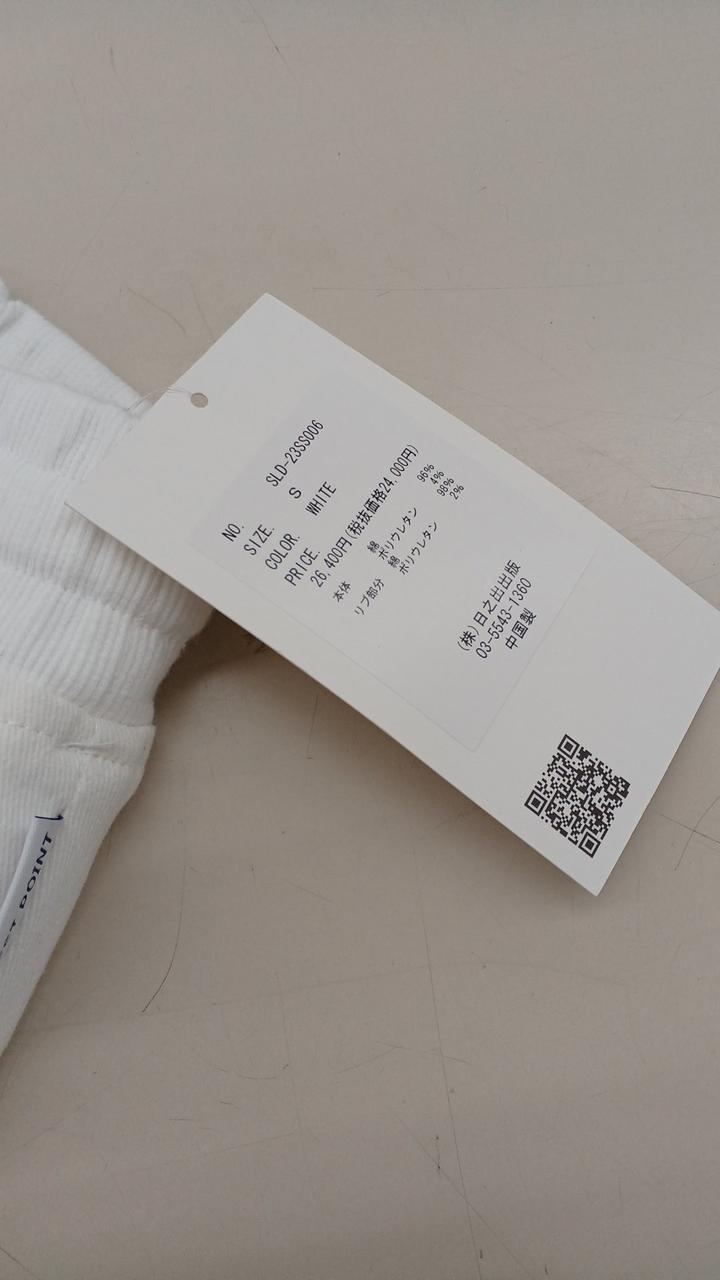 NO. SLD-23SS006
SIZE. S
COLOR. WHITE
PRICE.
26,400円(税抜価格24,000円)
本体 綿 96%
ポリウレタン 4%
リブ部分 綿 98%
ポリウレタン 2%
(株)日之出出版
03-5543-1360
中国製
POINT